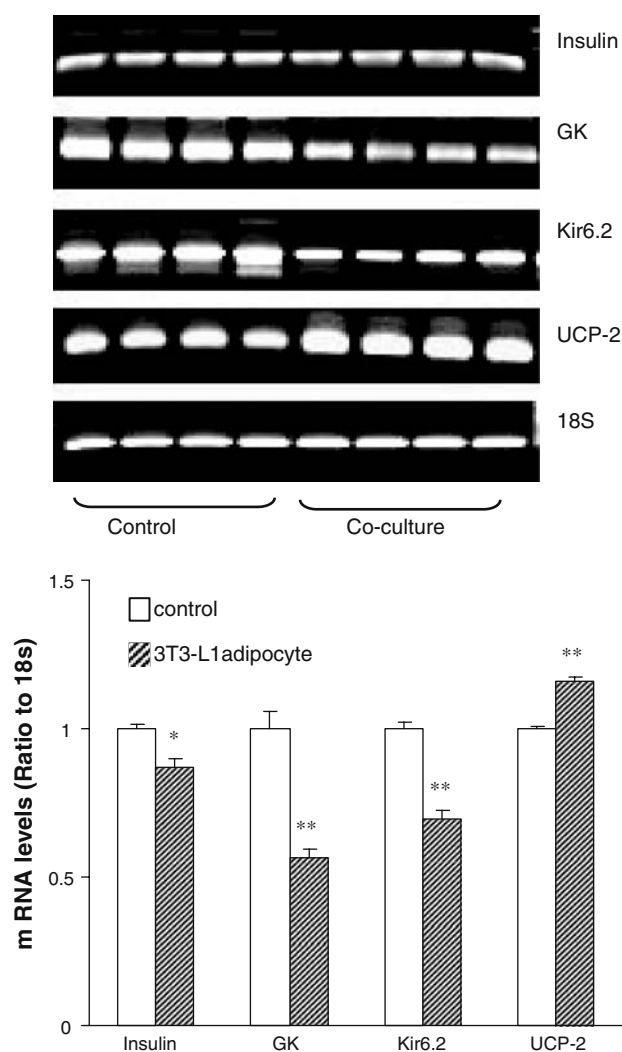 Insulin
GK
Kir6.2
UCP-2
18S
Control Co-culture
1.5
control
3T3-L1adipocyte
**
1
*
**
**
0.5
0
m RNA levels (Ratio to 18s)
Insulin GK Kir6.2 UCP-2